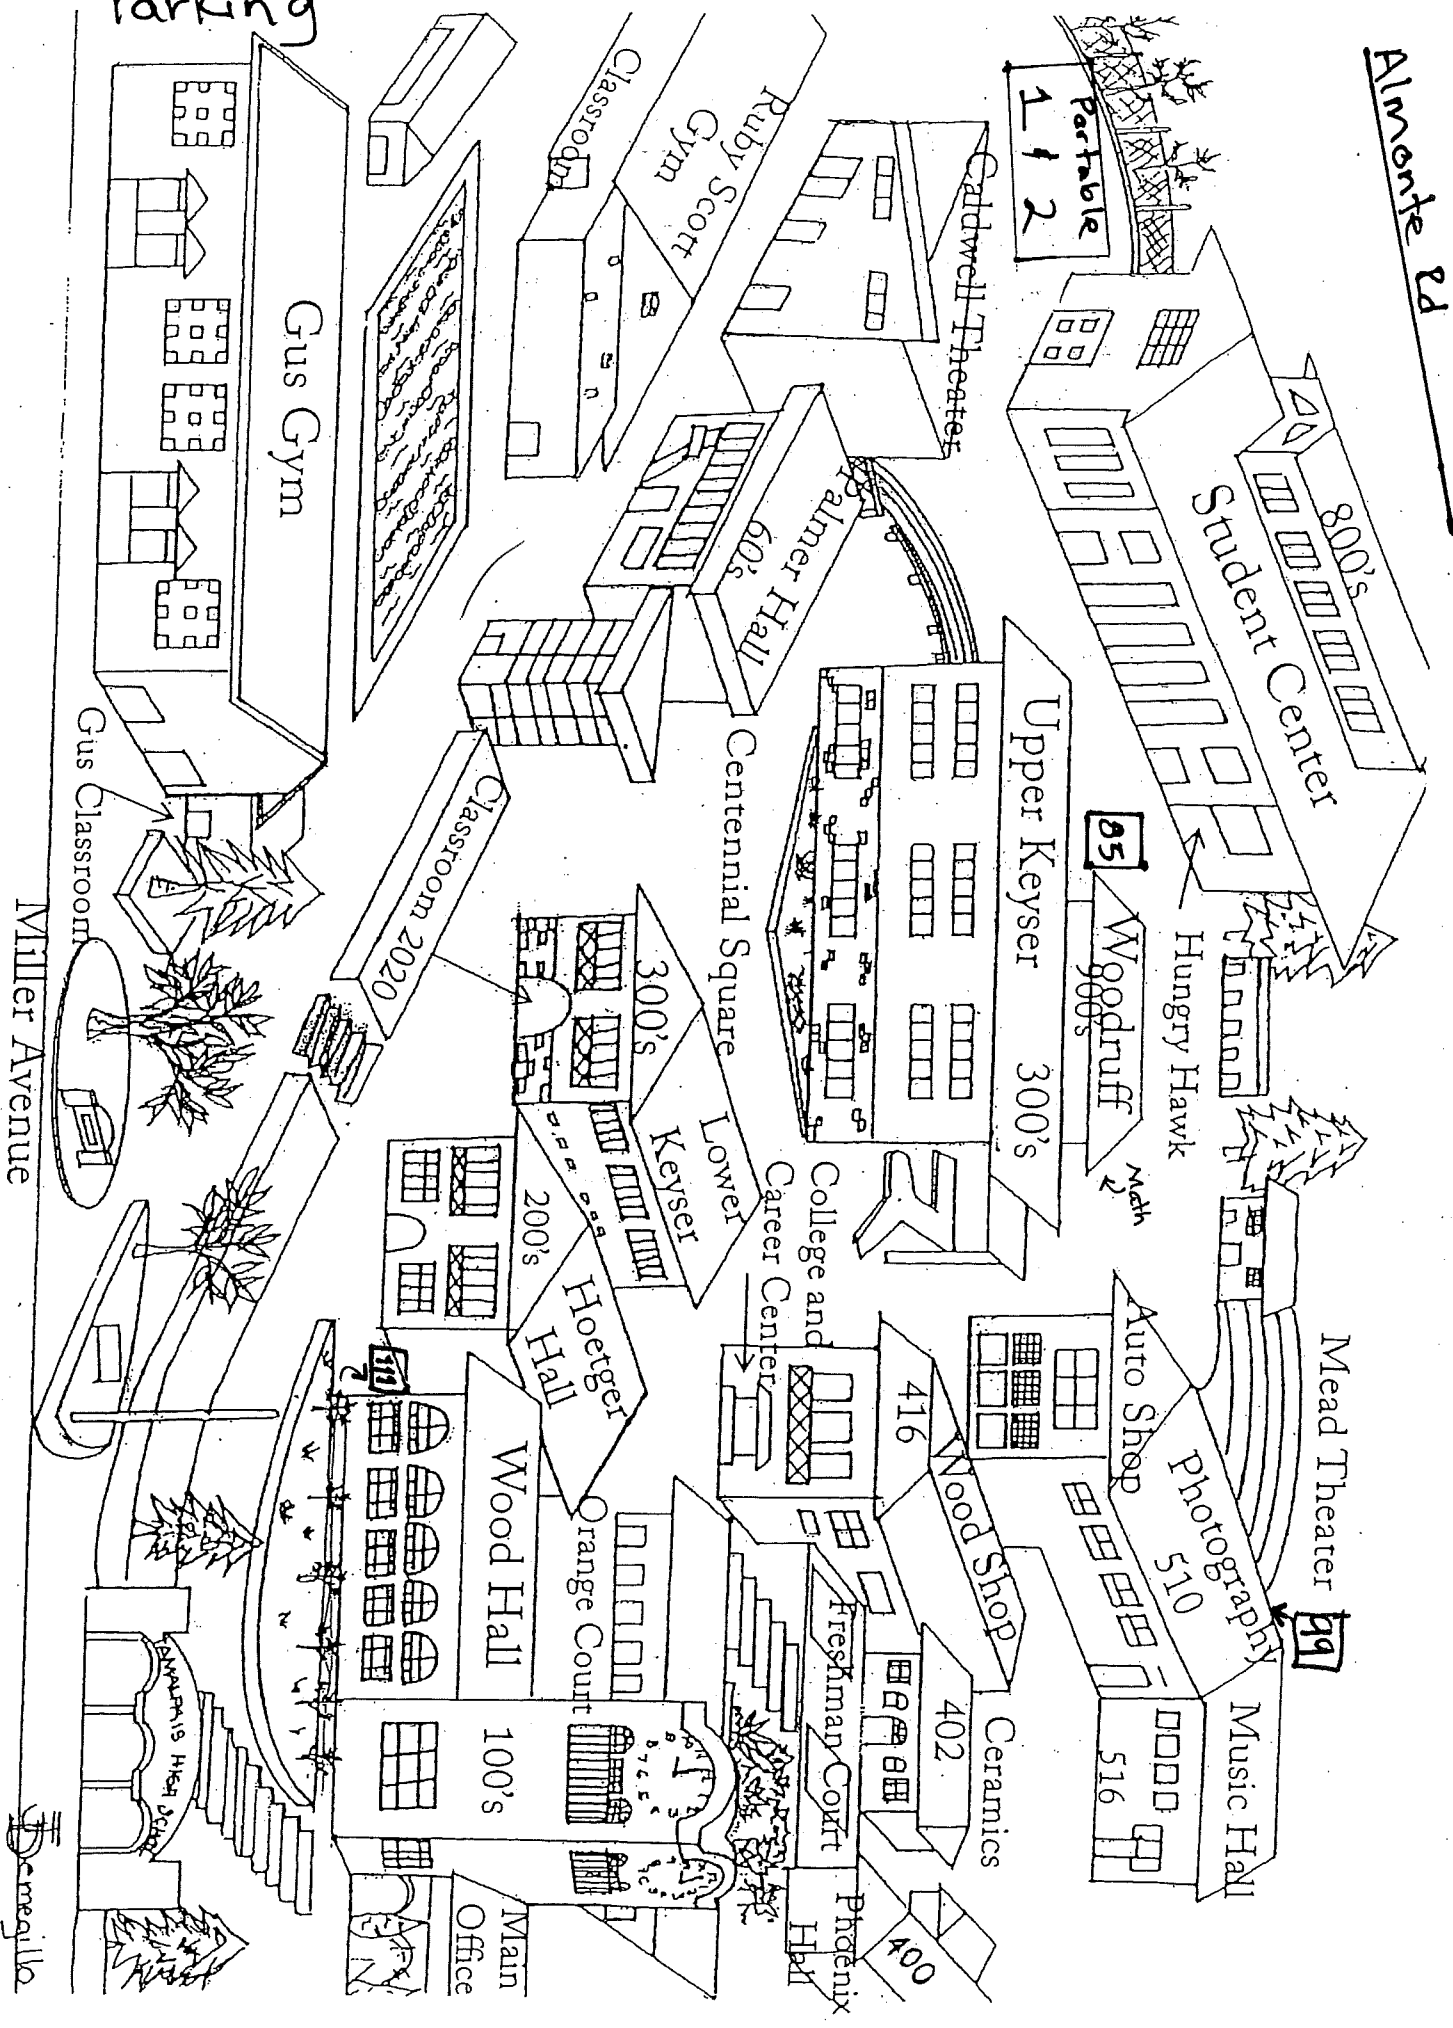 Parking
Almonte Rd
Portable
1 & 2
Caldwell Theater
Ruby Scott
Gym
Classroom
Gus Gym
Gus Classroom
Miller Avenue
800's
Student Center
Hungry Hawk
Palmer Hall
60's
Centennial Square
Upper Keyser 300's
85
Woodruff
900's
Math
Classroom 2020
300's
Lower
Keyser
200's
Hoetger
Hall
College and
Career Center
Mead Theater
99
Auto Shop
Photography
510
Music Hall
516
416
Wood Shop
402
Ceramics
Freshman Court
Phoenix
Hall
400
Orange Court
111
Wood Hall
100's
Main
Office
TAMALPAIS HIGH SCHOOL